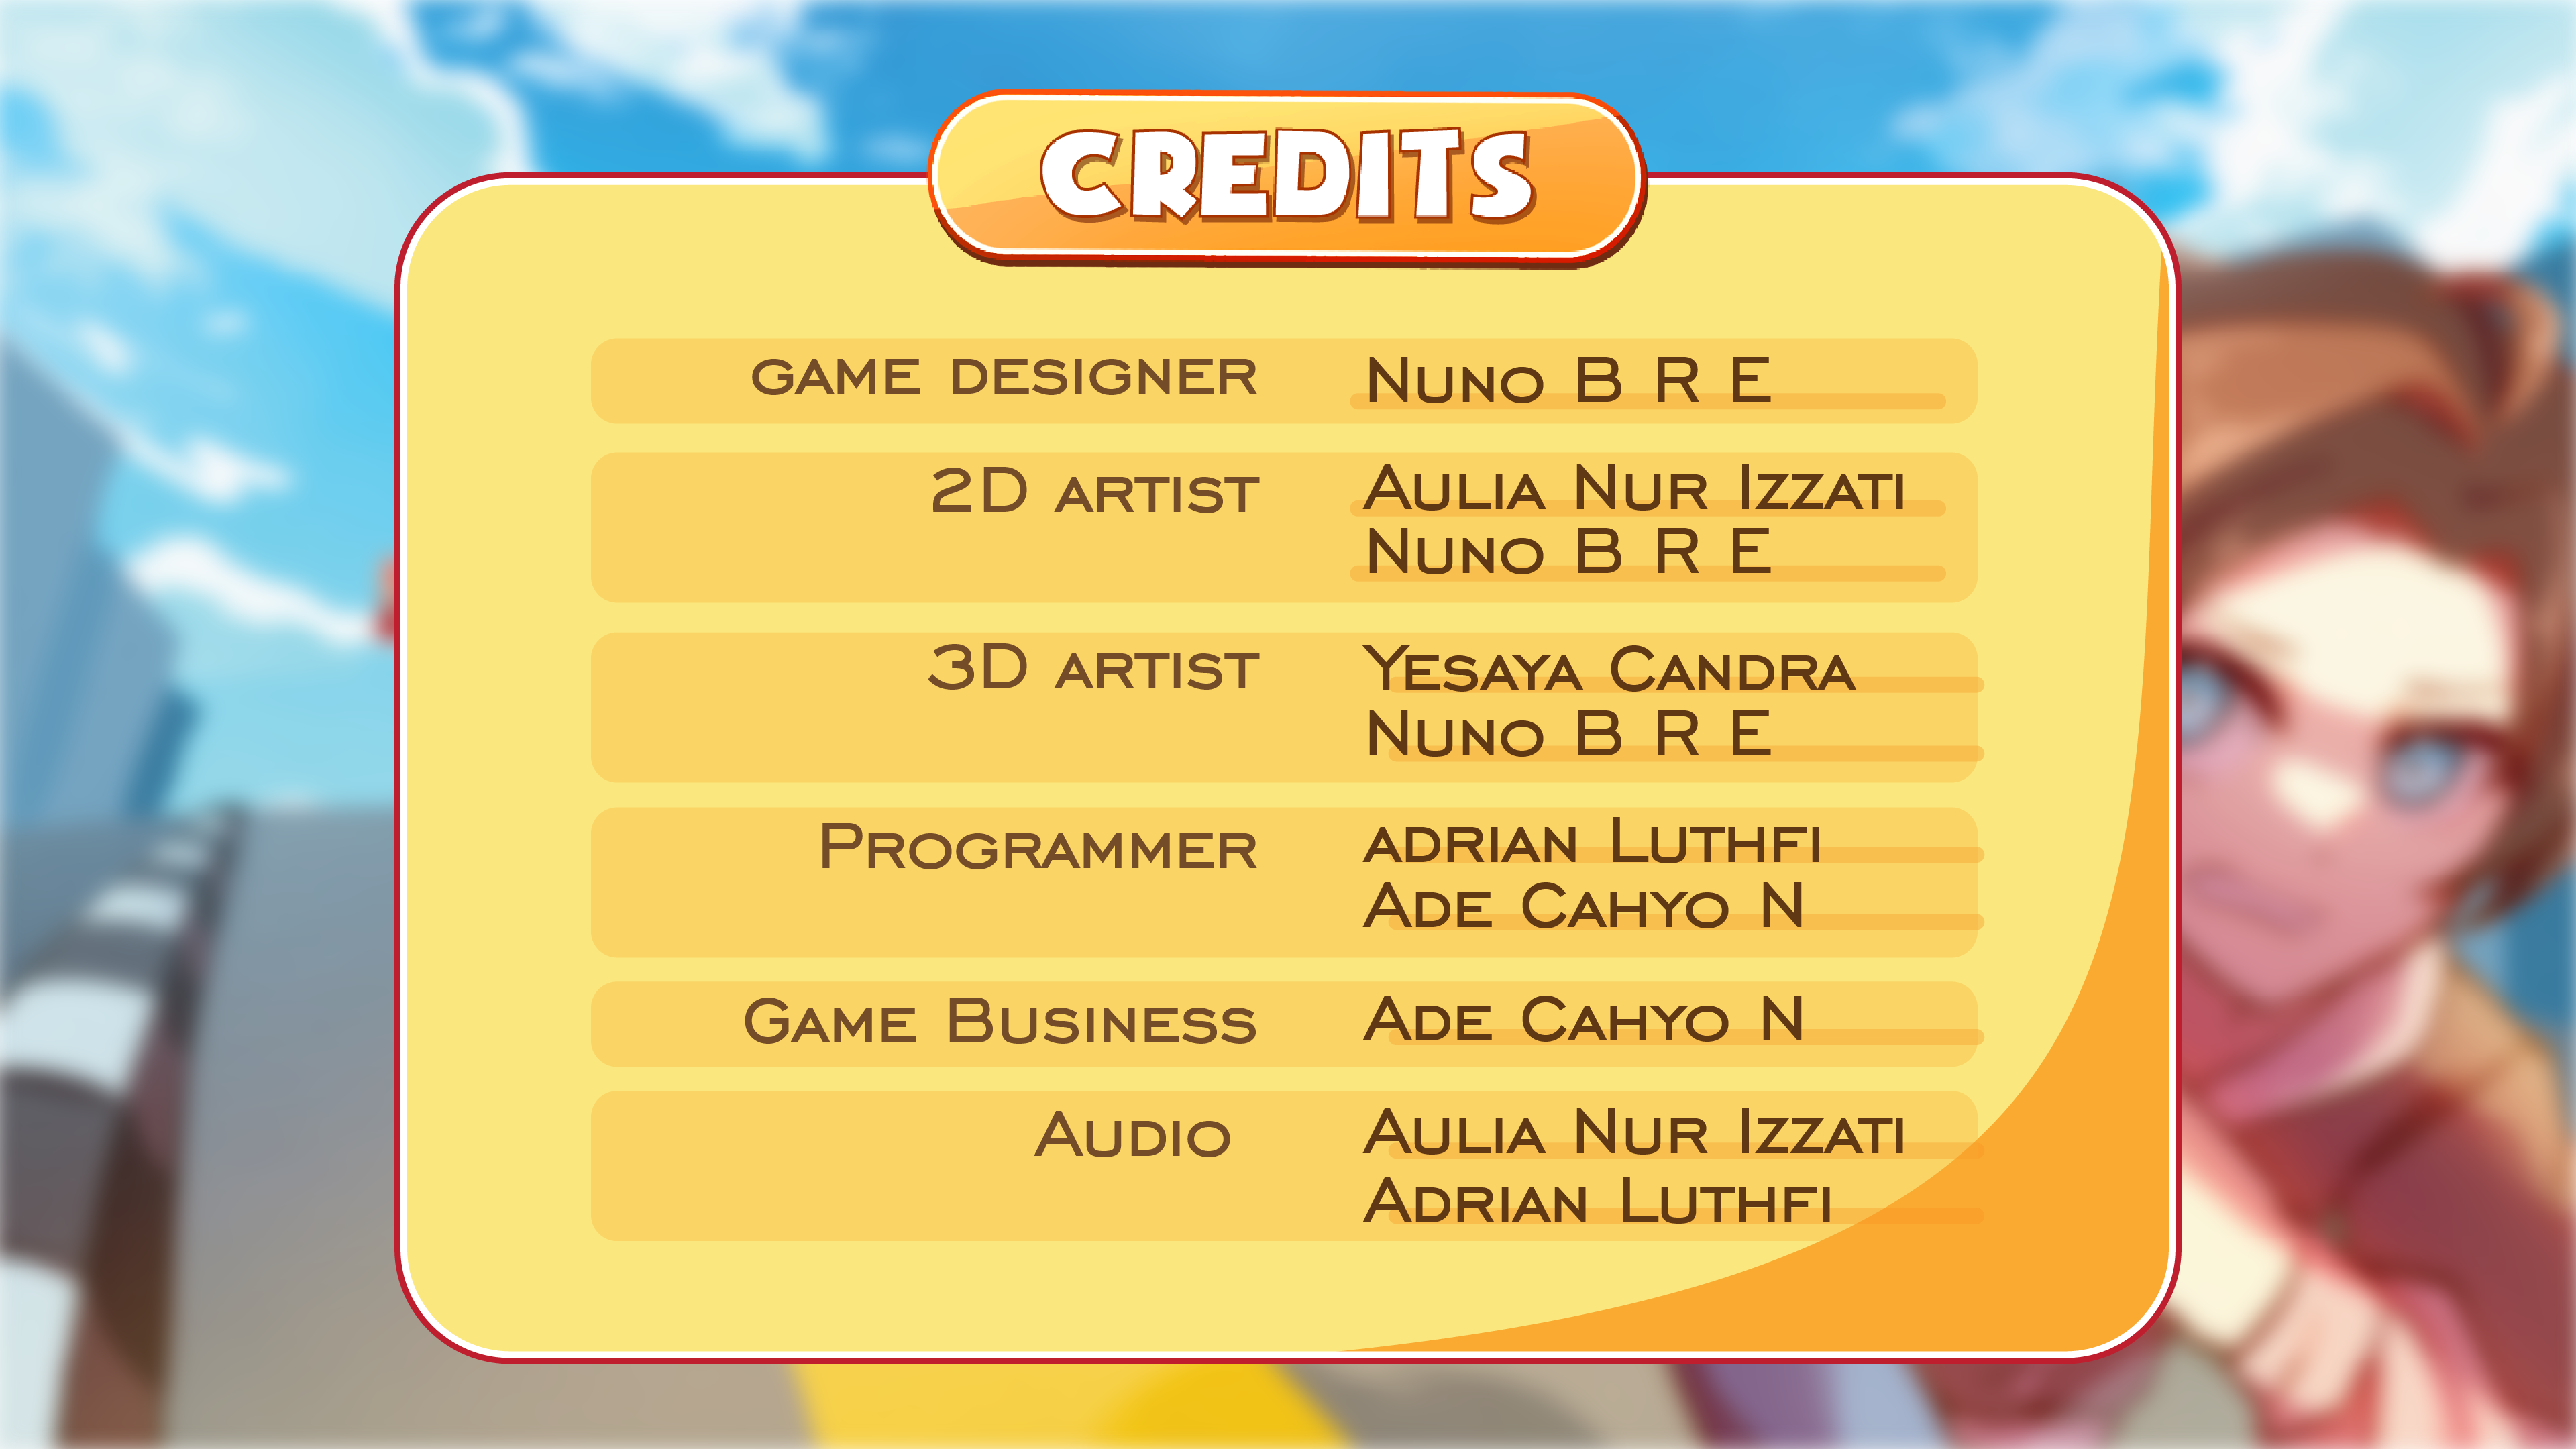 CREDITS
GAME DESIGNER NUNO B R E
2D ARTIST AULIA NUR IZZATI
NUNO B R E
3D ARTIST YESAYA CANDRA
NUNO B R E
PROGRAMMER ADRIAN LUTHFI
ADE CAHYO N
GAME BUSINESS ADE CAHYO N
AUDIO AULIA NUR IZZATI
ADRIAN LUTHFI